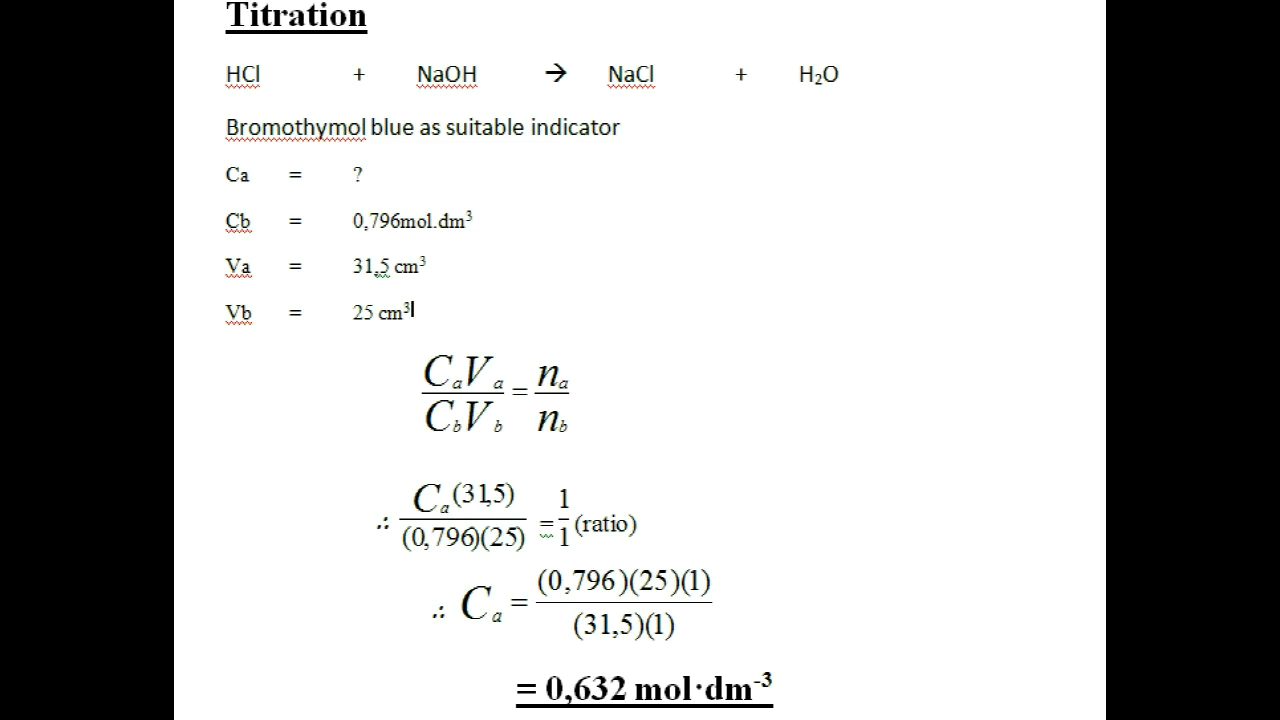 Titration
HCl + NaOH → NaCl + H₂O
Bromothymol blue as suitable indicator
Ca = ?
Cb = 0,796mol.dm³
Va = 31,5 cm³
Vb = 25 cm³
CₐVₐ / C_bV_b = nₐ / n_b
∴ Cₐ(31,5) / (0,796)(25) = 1/1 (ratio)
∴ Cₐ = (0,796)(25)(1) / (31,5)(1)
= 0,632 mol·dm⁻³